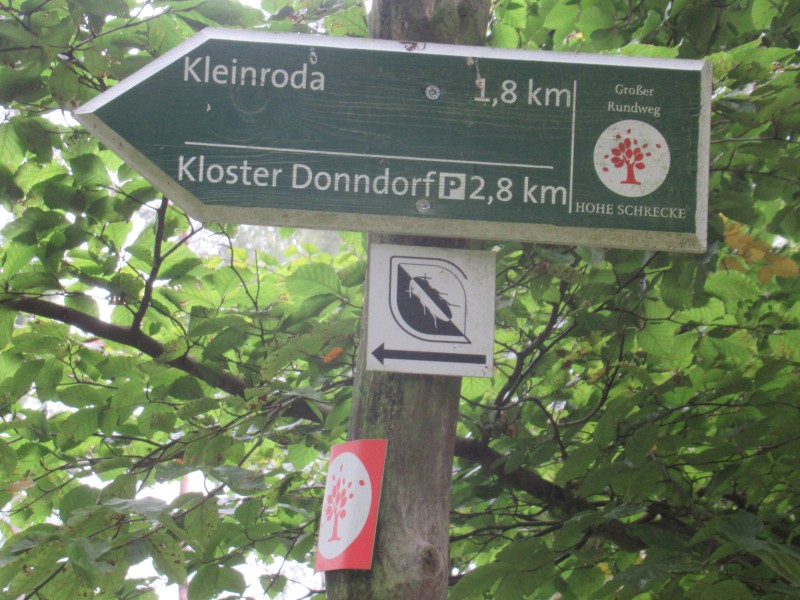 Kleinroda 1,8 km
Kloster Donndorf P 2,8 km
Großer
Rundweg
HOHE SCHRECKE